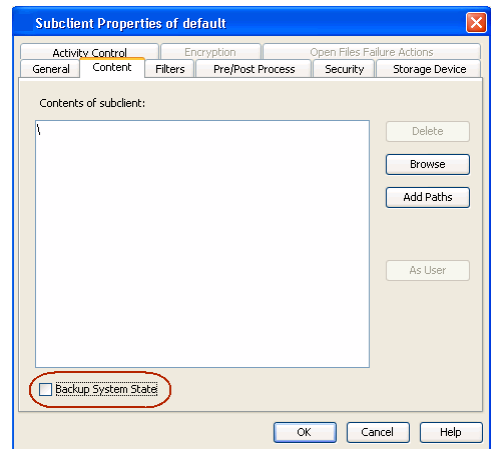 Subclient Properties of default
Activity Control Encryption Open Files Failure Actions
General Content Filters Pre/Post Process Security Storage Device
Contents of subclient:
\
Delete
Browse
Add Paths
As User
Backup System State
OK Cancel Help